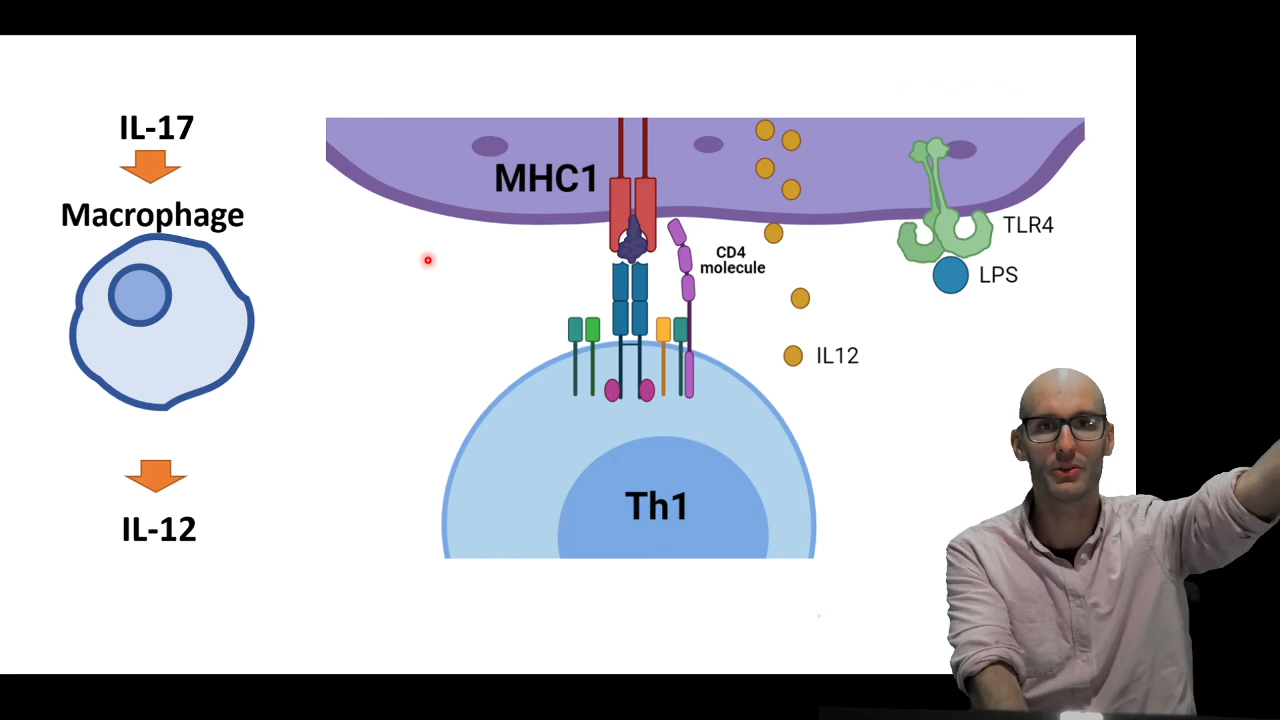 IL-17
Macrophage
IL-12
MHC1
CD4
molecule
TLR4
LPS
IL12
Th1